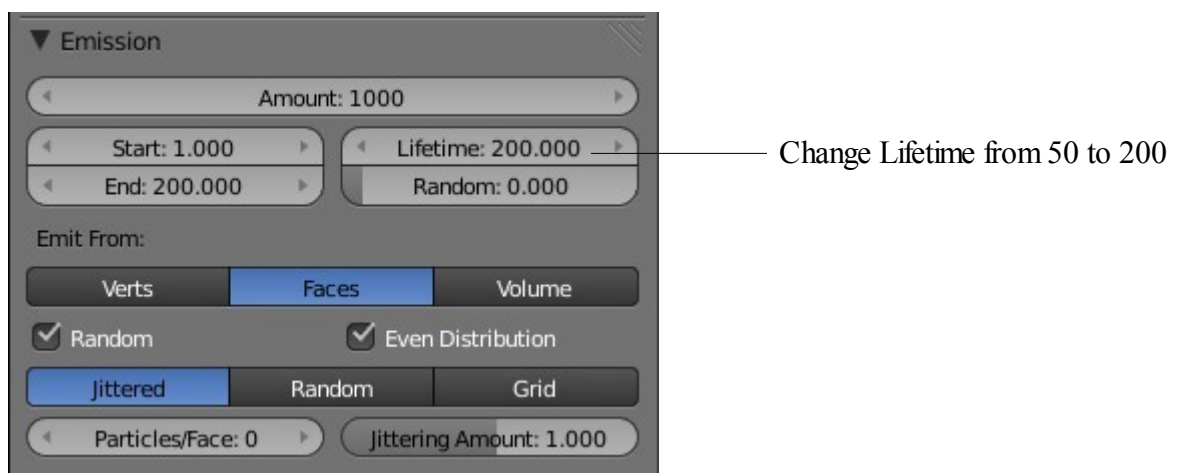 Emission
Amount: 1000
Start: 1.000
Lifetime: 200.000
Change Lifetime from 50 to 200
End: 200.000
Random: 0.000
Emit From:
Verts
Faces
Volume
Random
Even Distribution
Jittered
Random
Grid
Particles/Face: 0
Jittering Amount: 1.000